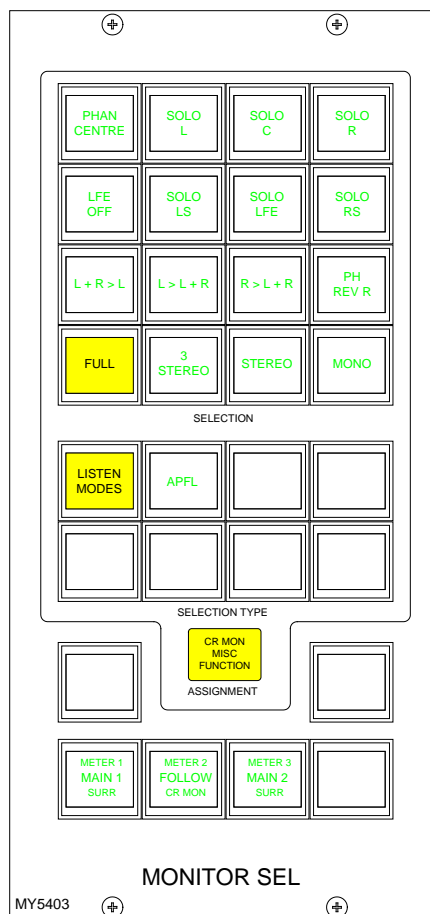 PHAN
CENTRE
SOLO
L
SOLO
C
SOLO
R
LFE
OFF
SOLO
LS
SOLO
LFE
SOLO
RS
L + R > L
L > L + R
R > L + R
PH
REV R
FULL
3
STEREO
STEREO
MONO
SELECTION
LISTEN
MODES
APFL
SELECTION TYPE
CR MON
MISC
FUNCTION
ASSIGNMENT
METER 1
MAIN 1
SURR
METER 2
FOLLOW
CR MON
METER 3
MAIN 2
SURR
MONITOR SEL
MY5403